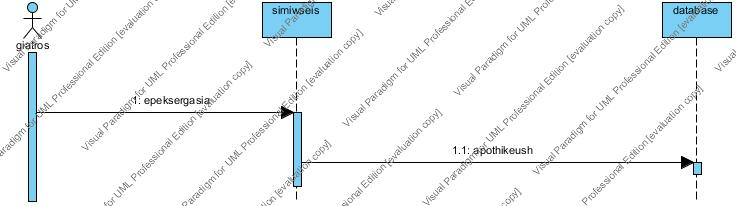 simiwseis
database
giatros
1: epeksergasia
1.1: apothikeush
Visual Paradigm for UML Professional Edition [evaluation copy]